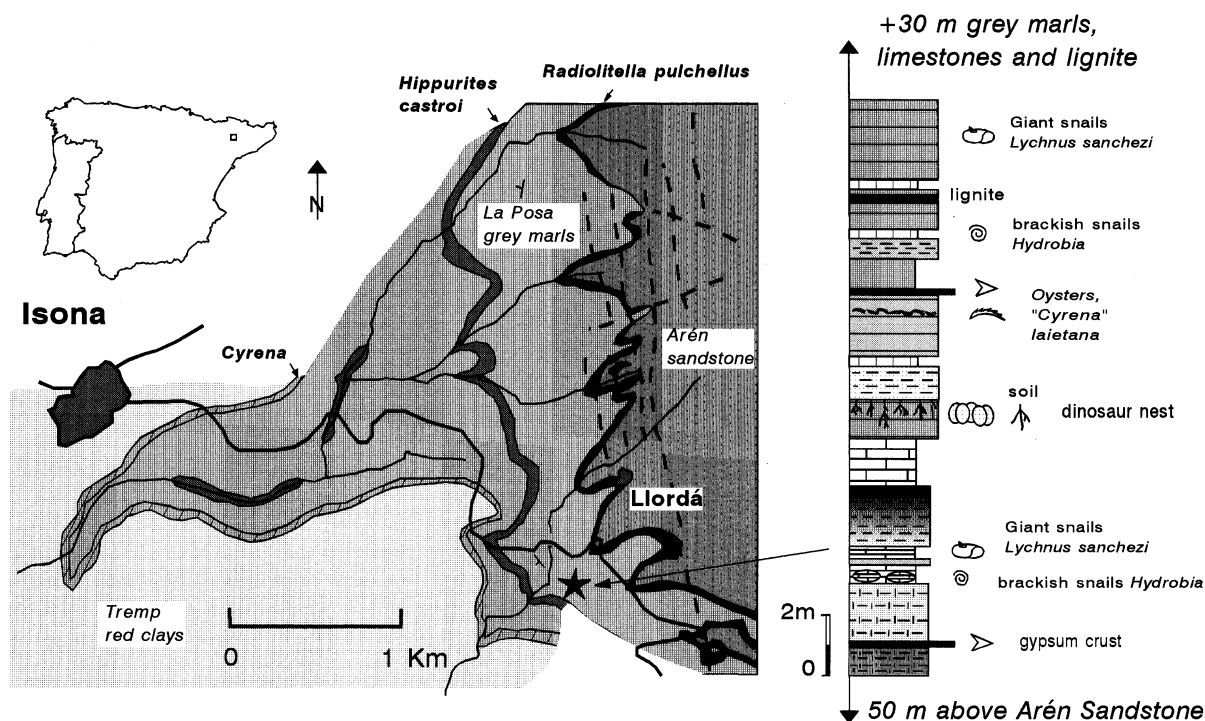 +30 m grey marls,
limestones and lignite
Hippurites
castroi
Radiolitella pulchellus
N
La Posa
grey marls
Isona
Cyrena
Arén
sandstone
Llordá
Tremp
red clays
0 1 Km
Giant snails
Lychnus sanchezi
lignite
brackish snails
Hydrobia
Oysters,
"Cyrena"
laietana
soil
dinosaur nest
Giant snails
Lychnus sanchezi
brackish snails Hydrobia
2m
0
gypsum crust
50 m above Arén Sandstone